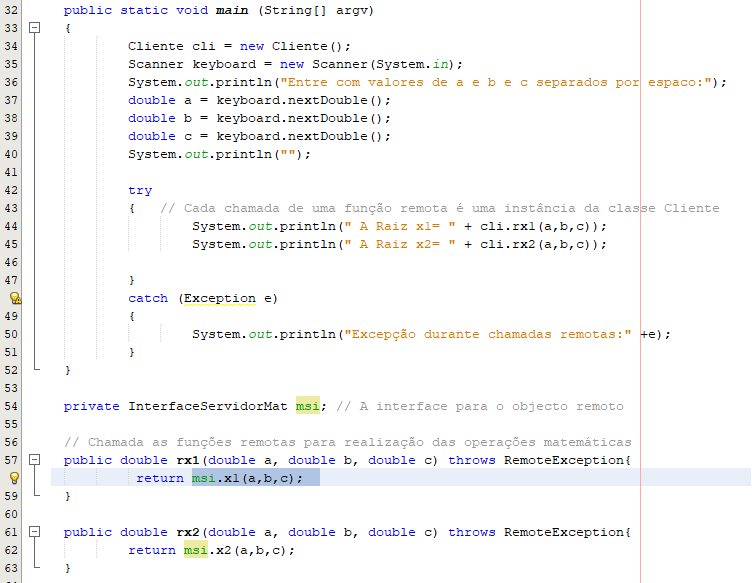 32 public static void main (String[] argv)
33 {
34 Cliente cli = new Cliente();
35 Scanner keyboard = new Scanner(System.in);
36 System.out.println("Entre com valores de a e b e c separados por espaco:");
37 double a = keyboard.nextDouble();
38 double b = keyboard.nextDouble();
39 double c = keyboard.nextDouble();
40 System.out.println("");
41
42 try
43 { // Cada chamada de uma função remota é uma instância da classe Cliente
44 System.out.println(" A Raiz x1= " + cli.rx1(a,b,c));
45 System.out.println(" A Raiz x2= " + cli.rx2(a,b,c));
46
47 }
catch (Exception e)
49 {
50 System.out.println("Excepção durante chamadas remotas:" +e);
51 }
52 }
53
54 private InterfaceServidorMat msi; // A interface para o objecto remoto
55
56 // Chamada as funções remotas para realização das operações matemáticas
57 public double rx1(double a, double b, double c) throws RemoteException{
return msi.x1(a,b,c);
59 }
60
61 public double rx2(double a, double b, double c) throws RemoteException{
62 return msi.x2(a,b,c);
63 }